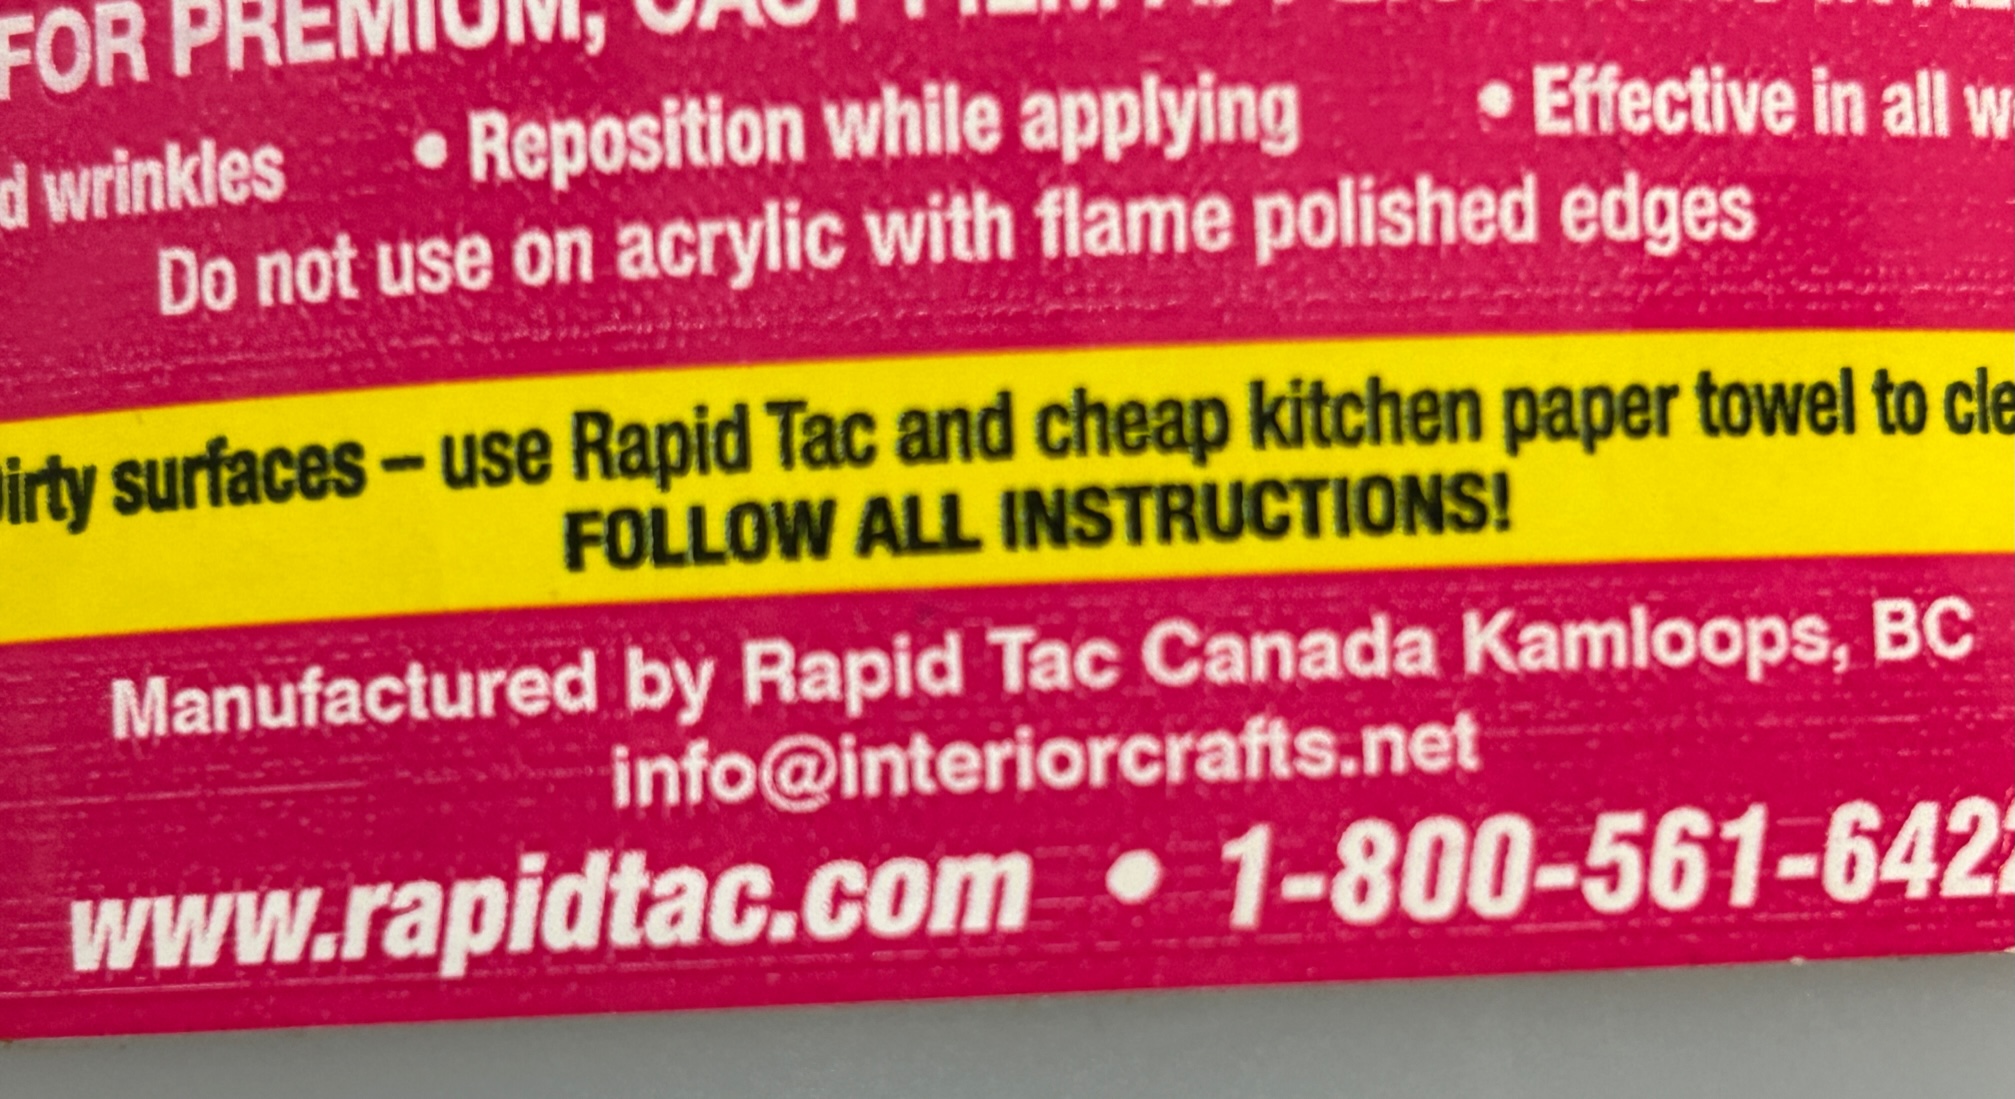 FOR PREMIUM, CAST FILM
d wrinkles • Reposition while applying • Effective in all w
Do not use on acrylic with flame polished edges
irty surfaces – use Rapid Tac and cheap kitchen paper towel to cle
FOLLOW ALL INSTRUCTIONS!
Manufactured by Rapid Tac Canada Kamloops, BC
info@interiorcrafts.net
www.rapidtac.com • 1-800-561-642